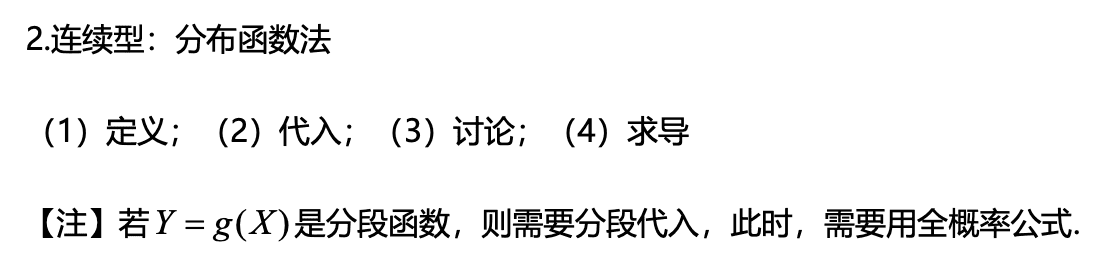 2.连续型：分布函数法
（1）定义；（2）代入；（3）讨论；（4）求导
【注】若Y = g(X)是分段函数，则需要分段代入，此时，需要用全概率公式.